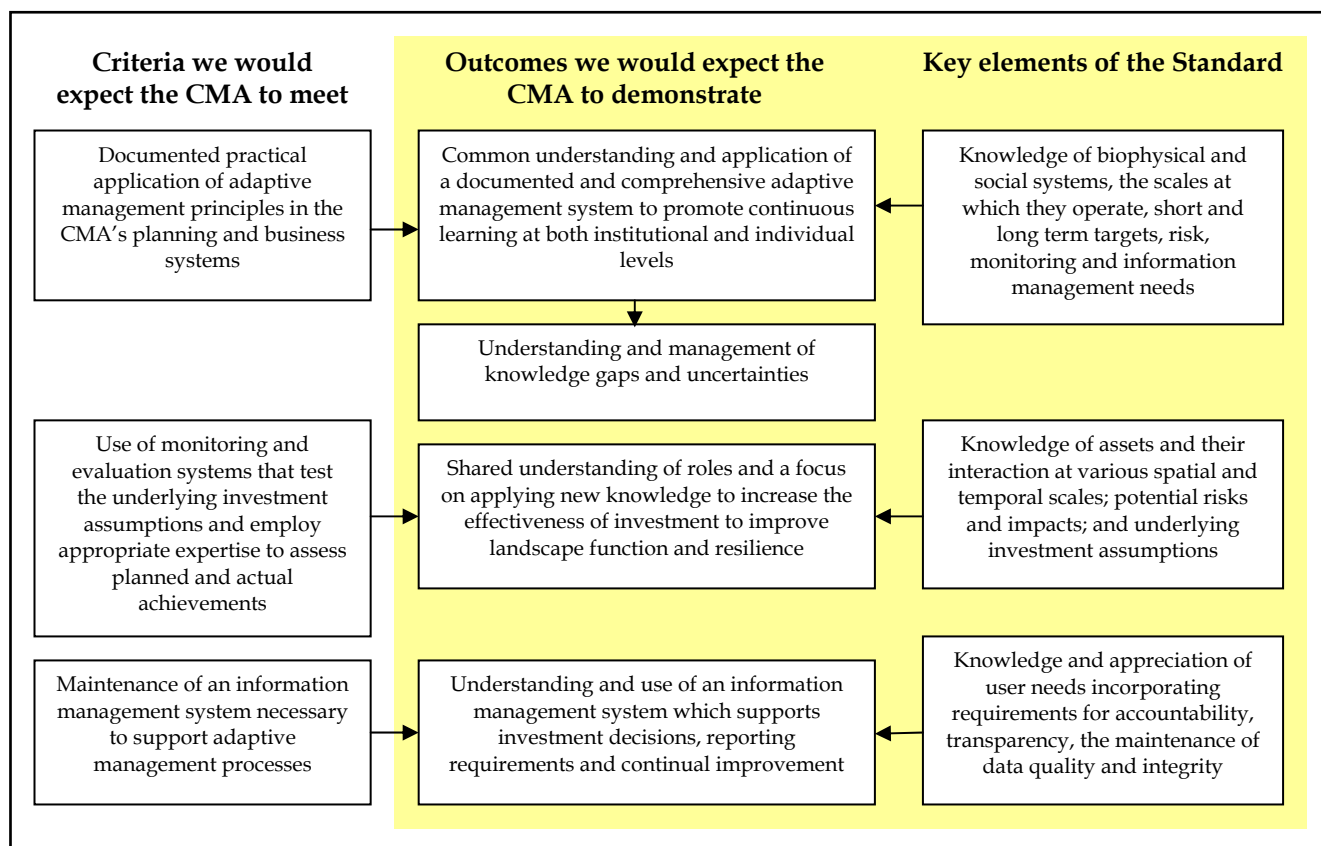 Criteria we would
expect the CMA to meet
Outcomes we would expect the
CMA to demonstrate
Key elements of the Standard
Documented practical
application of adaptive
management principles in the
CMA's planning and business
systems
Common understanding and application of
a documented and comprehensive adaptive
management system to promote continuous
learning at both institutional and individual
levels
Knowledge of biophysical and
social systems, the scales at
which they operate, short and
long term targets, risk,
monitoring and information
management needs
Understanding and management of
knowledge gaps and uncertainties
Use of monitoring and
evaluation systems that test
the underlying investment
assumptions and employ
appropriate expertise to assess
planned and actual
achievements
Shared understanding of roles and a focus
on applying new knowledge to increase the
effectiveness of investment to improve
landscape function and resilience
Knowledge of assets and their
interaction at various spatial and
temporal scales; potential risks
and impacts; and underlying
investment assumptions
Maintenance of an information
management system necessary
to support adaptive
management processes
Understanding and use of an information
management system which supports
investment decisions, reporting
requirements and continual improvement
Knowledge and appreciation of
user needs incorporating
requirements for accountability,
transparency, the maintenance of
data quality and integrity